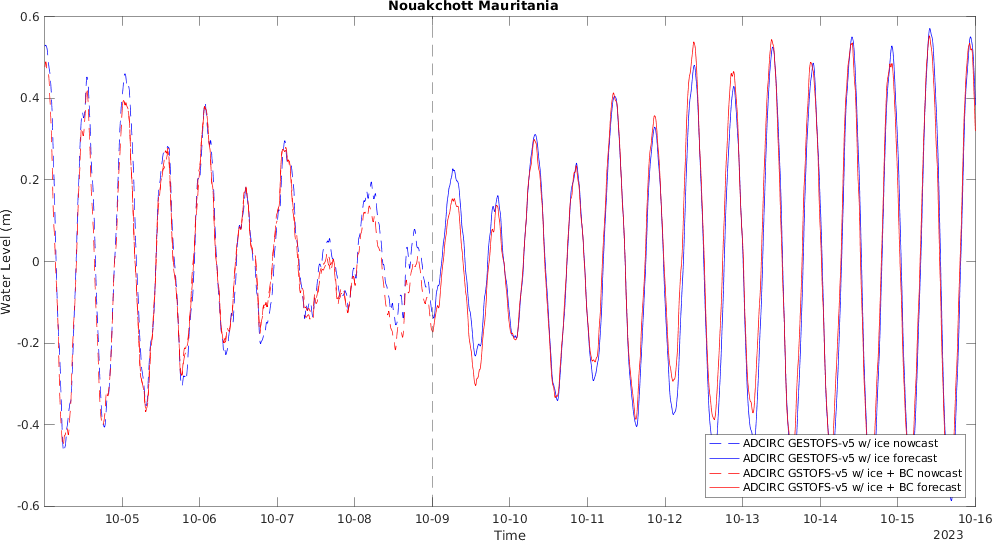 Nouakchott Mauritania
Water Level (m)
0.6
0.4
0.2
0
-0.2
-0.4
-0.6
ADCIRC GESTOFS-v5 w/ ice nowcast
ADCIRC GESTOFS-v5 w/ ice forecast
ADCIRC GSTOFS-v5 w/ ice + BC nowcast
ADCIRC GSTOFS-v5 w/ ice + BC forecast
10-05 10-06 10-07 10-08 10-09 10-10 10-11 10-12 10-13 10-14 10-15 10-16
Time
2023